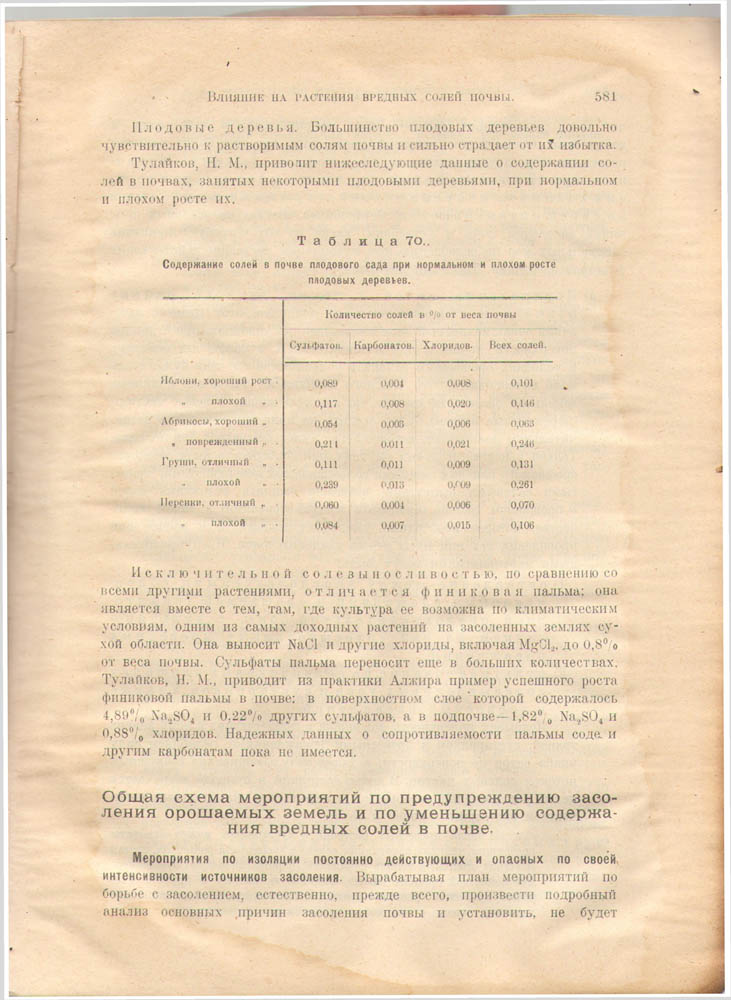 Влияние на растения вредных солей почвы. 581
Плодовые деревья. Большинство плодовых деревьев довольно
чувствительно к растворимым солям почвы и сильно страдает от их избытка.
Тулайков, Н. М., приводит нижеследующие данные о содержании со-
лей в почвах, занятых некоторыми плодовыми деревьями, при нормальном
и плохом росте их.
Таблица 70.
Содержание солей в почве плодового сада при нормальном и плохом росте
плодовых деревьев.
Количество солей в % от веса почвы
Сульфатов. Карбонатов. Хлоридов. Всех солей.
Яблони, хороший рост . 0,089 0,004 0,008 0,101
„ плохой „ . 0,117 0,008 0,020 0,146
Абрикосы, хороший „ 0,054 0,003 0,006 0,063
„ поврежденный „ . 0,214 0.011 0,021 0,246
Груши, отличный „ . 0,111 0,011 0,009 0,131
„ плохой „ . 0,239 0,013 0,009 0,261
Персики, отличный „ . 0,060 0,004 0,006 0,070
„ плохой „ . 0,084 0,007 0,015 0,106
Исключительной солевыносливостью, по сравнению со
всеми другими растениями, отличается финиковая пальма; она
является вместе с тем, там, где культура ее возможна по климатическим
условиям, одним из самых доходных растений на засоленных землях су-
хой области. Она выносит NaCl и другие хлориды, включая MgCl₂, до 0,8%
от веса почвы. Сульфаты пальма переносит еще в больших количествах.
Тулайков, Н. М., приводит из практики Алжира пример успешного роста
финиковой пальмы в почве; в поверхностном слое которой содержалось
4,89% Na₂SO₄ и 0.22% других сульфатов, а в подпочве—1,82% Na₂SO₄ и
0,88% хлоридов. Надежных данных о сопротивляемости пальмы соде и
другим карбонатам пока не имеется.
Общая схема мероприятий по предупреждению засо-
ления орошаемых земель и по уменьшению содержа-
ния вредных солей в почве.
Мероприятия по изоляции постоянно действующих и опасных по своей
интенсивности источников засоления. Вырабатывая план мероприятий по
борьбе с засолением, естественно, прежде всего, произвести подробный
анализ основных причин засоления почвы и установить, не будет